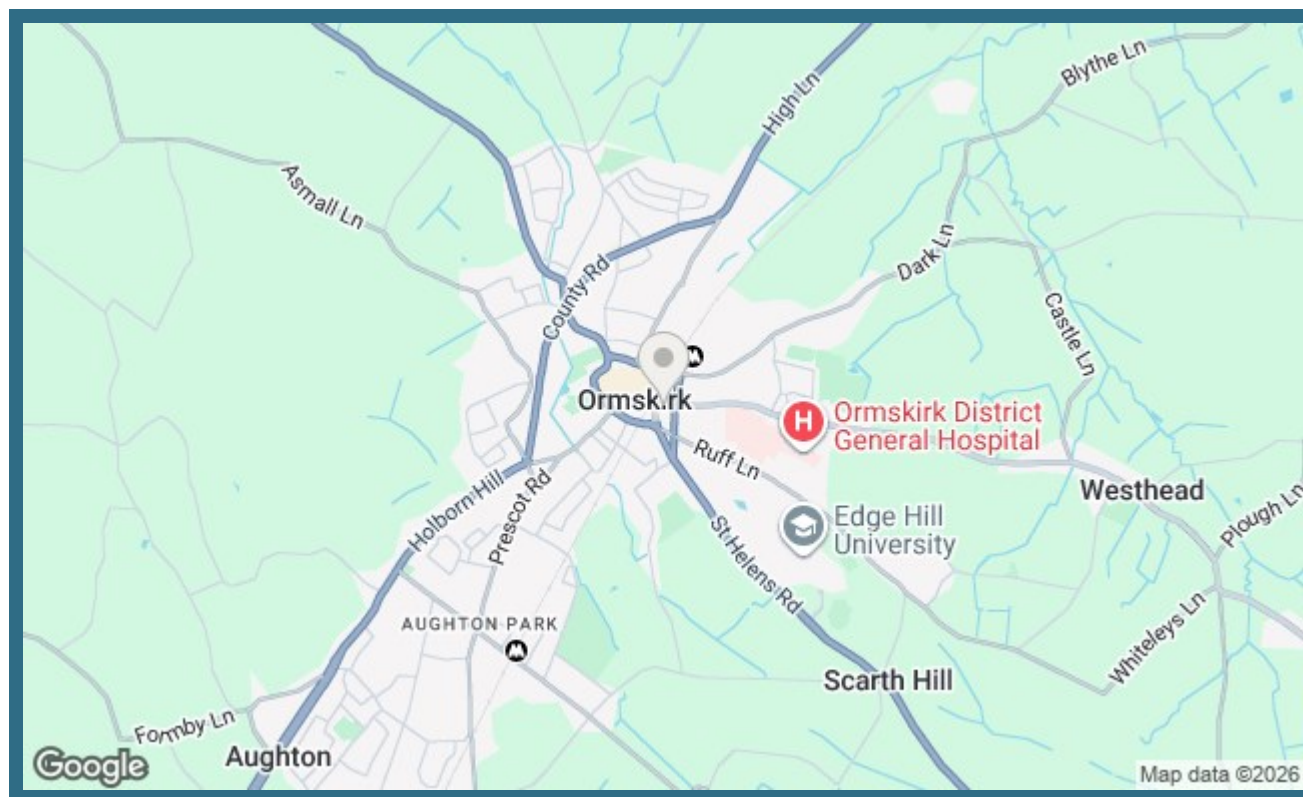 High Ln
Blythe Ln
Asmall Ln
Dark Ln
County Rd
Castle Ln
Ormskirk
Ormskirk District
General Hospital
Ruff Ln
Westhead
Holborn Hill
Prescot Rd
Plough Ln
Edge Hill
University
St Helens Rd
AUGHTON PARK
Whiteleys Ln
Scarth Hill
Formby Ln
Aughton
Google
Map data ©2026